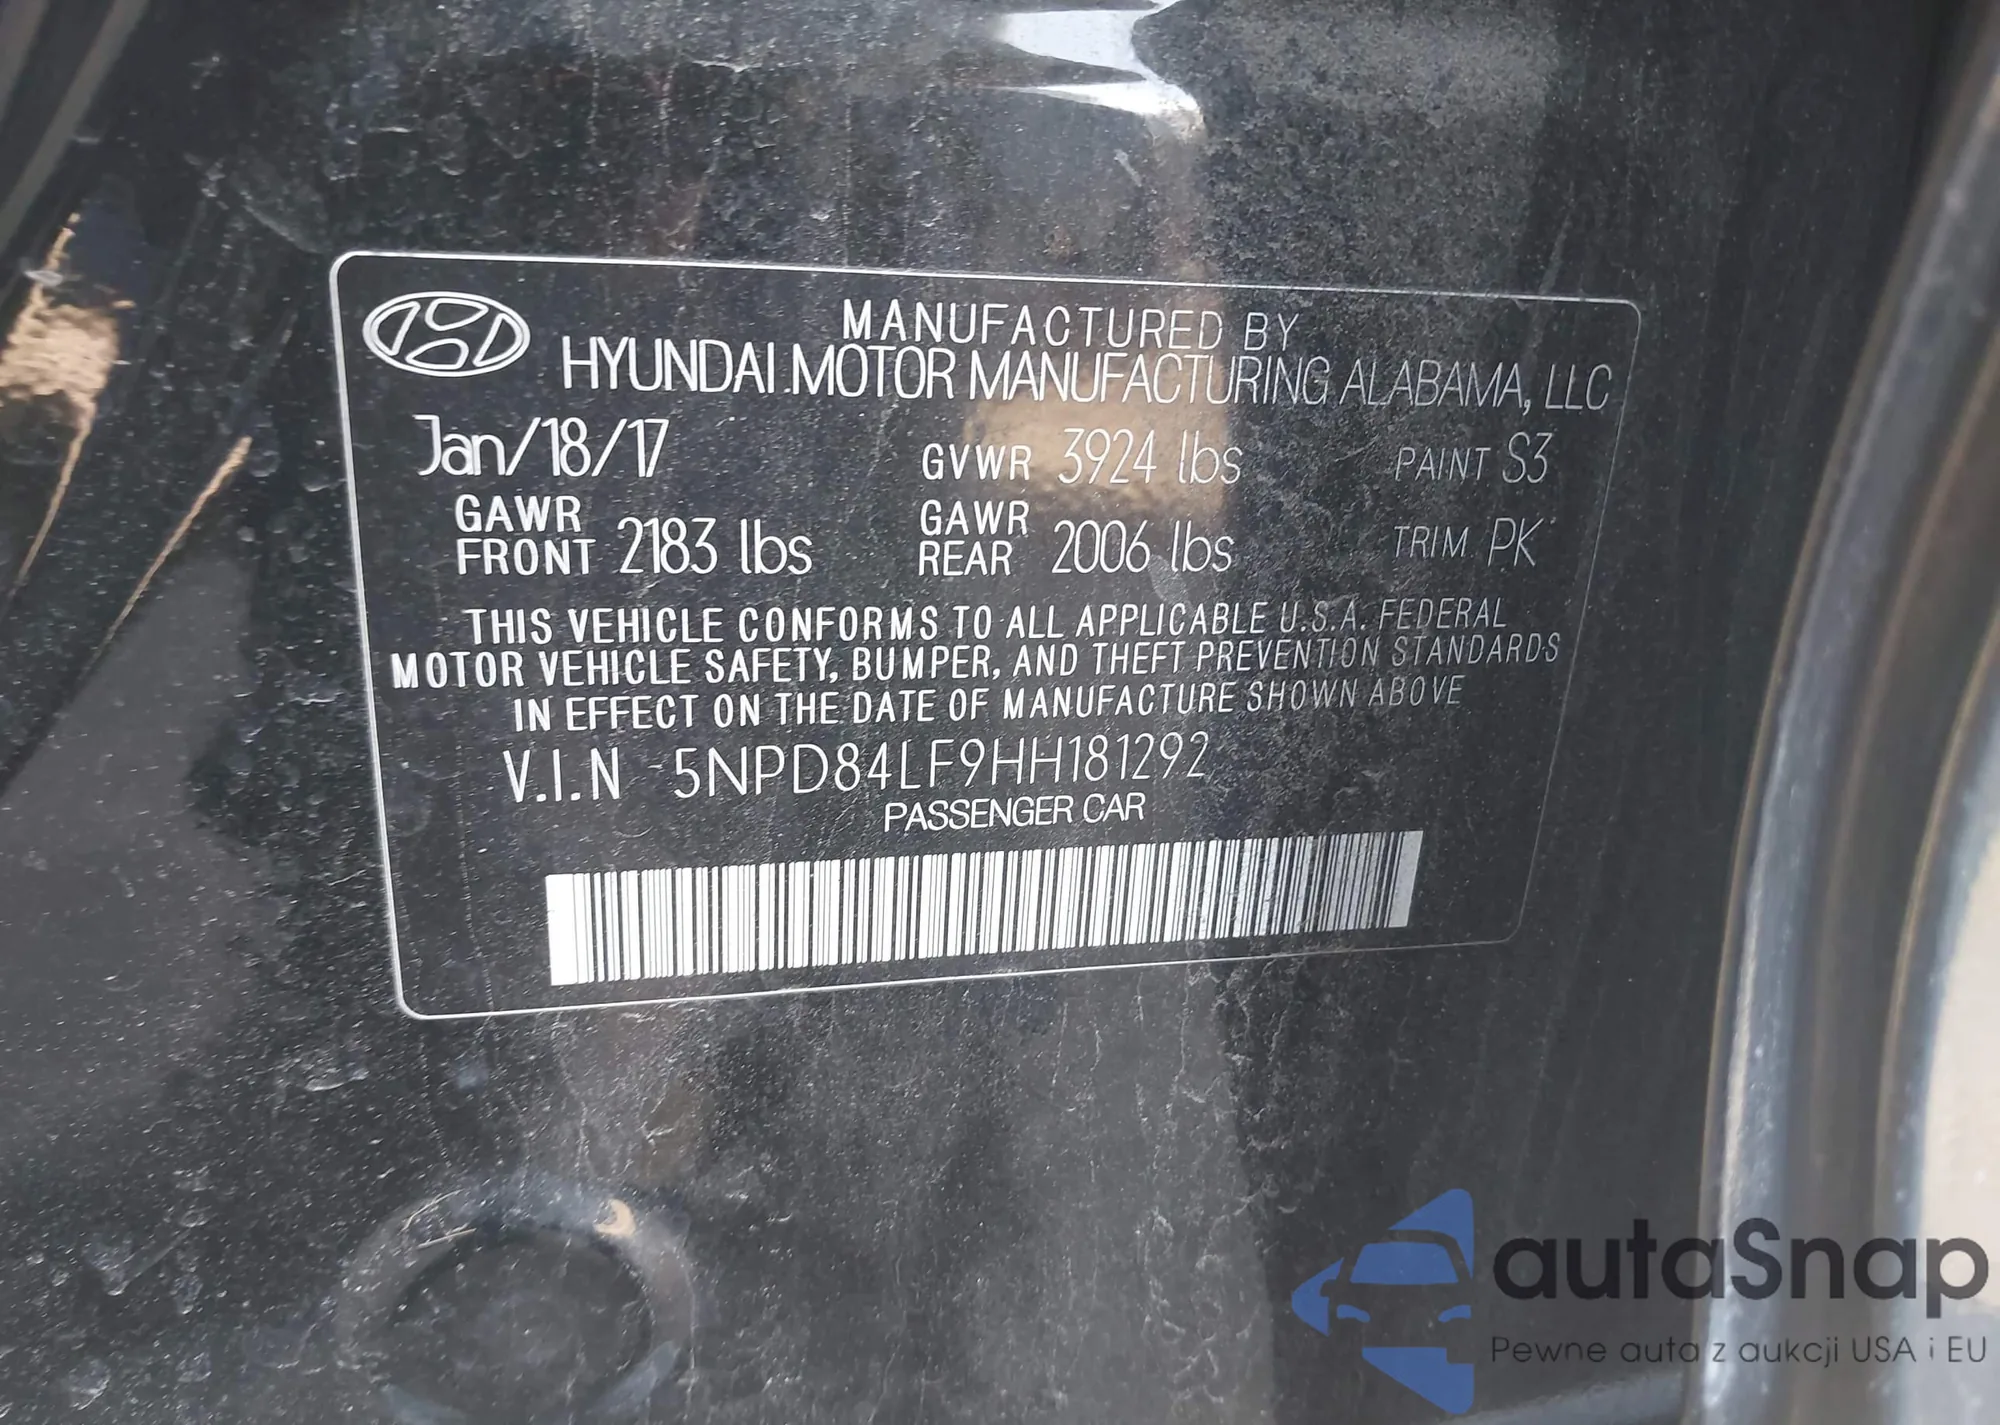 MANUFACTURED BY
HYUNDAI MOTOR MANUFACTURING ALABAMA, LLC
Jan/18/17 GVWR 3924 lbs PAINT S3
GAWR FRONT 2183 lbs GAWR REAR 2006 lbs TRIM PK
THIS VEHICLE CONFORMS TO ALL APPLICABLE U.S.A. FEDERAL
MOTOR VEHICLE SAFETY, BUMPER, AND THEFT PREVENTION STANDARDS
IN EFFECT ON THE DATE OF MANUFACTURE SHOWN ABOVE
V.I.N 5NPD84LF9HH181292
PASSENGER CAR
autaSnap
Pewne auta z aukcji USA i EU